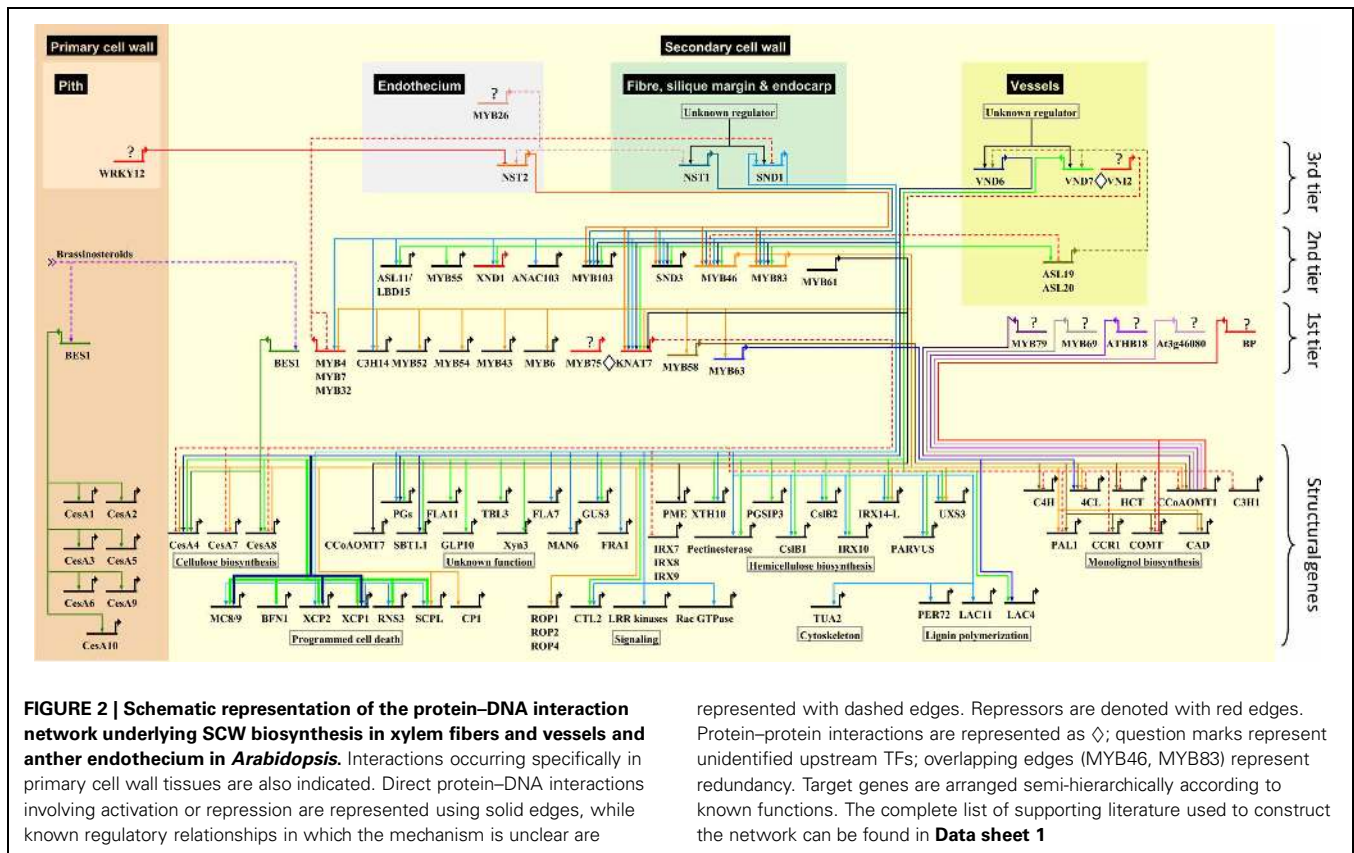 Primary cell wall
Secondary cell wall
Pith
Endothecium
Fibre, silique margin & endocarp
Vessels
?
MYB26
Unknown regulator
Unknown regulator
?
WRKY12
NST2
NST1
SND1
VND6
VND7
?
VNI2
3rd tier
Brassinosteroids
ASL11/
LBD15
MYB55
XND1
ANAC103
MYB103
SND3
MYB46
MYB83
MYB61
ASL19
ASL20
2nd tier
BES1
BES1
MYB4
MYB7
MYB32
C3H14
MYB52
MYB54
MYB43
MYB6
?
MYB75
KNAT7
MYB58
MYB63
?
MYB79
?
MYB69
?
ATHB18
?
At3g46080
?
BP
1st tier
CesA1
CesA2
CesA3
CesA5
CesA6
CesA9
CesA10
CesA4
CesA7
CesA8
Cellulose biosynthesis
CCoAOMT7
PGs
SBT1.1
FLA11
GLP10
TBL3
Xyn3
Unknown function
FLA7
MAN6
GUS3
FRA1
IRX7
IRX8
IRX9
PME
XTH10
Pectinesterase
PGSIP3
CslB1
CslB2
IRX10
IRX14-L
PARVUS
UXS3
Hemicellulose biosynthesis
C4H
PAL1
4CL
CCR1
HCT
COMT
CCoAOMT1
CAD
C3H1
Monolignol biosynthesis
MC8/9
BFN1
XCP2
XCP1
RNS3
SCPL
CP1
Programmed cell death
ROP1
ROP2
ROP4
CTL2
LRR kinases
Rac GTPase
Signaling
TUA2
Cytoskeleton
PER72
LAC11
LAC4
Lignin polymerization
Structural genes
FIGURE 2 | Schematic representation of the protein–DNA interaction
network underlying SCW biosynthesis in xylem fibers and vessels and
anther endothecium in Arabidopsis. Interactions occurring specifically in
primary cell wall tissues are also indicated. Direct protein–DNA interactions
involving activation or repression are represented using solid edges, while
known regulatory relationships in which the mechanism is unclear are
represented with dashed edges. Repressors are denoted with red edges.
Protein–protein interactions are represented as ◊; question marks represent
unidentified upstream TFs; overlapping edges (MYB46, MYB83) represent
redundancy. Target genes are arranged semi-hierarchically according to
known functions. The complete list of supporting literature used to construct
the network can be found in Data sheet 1